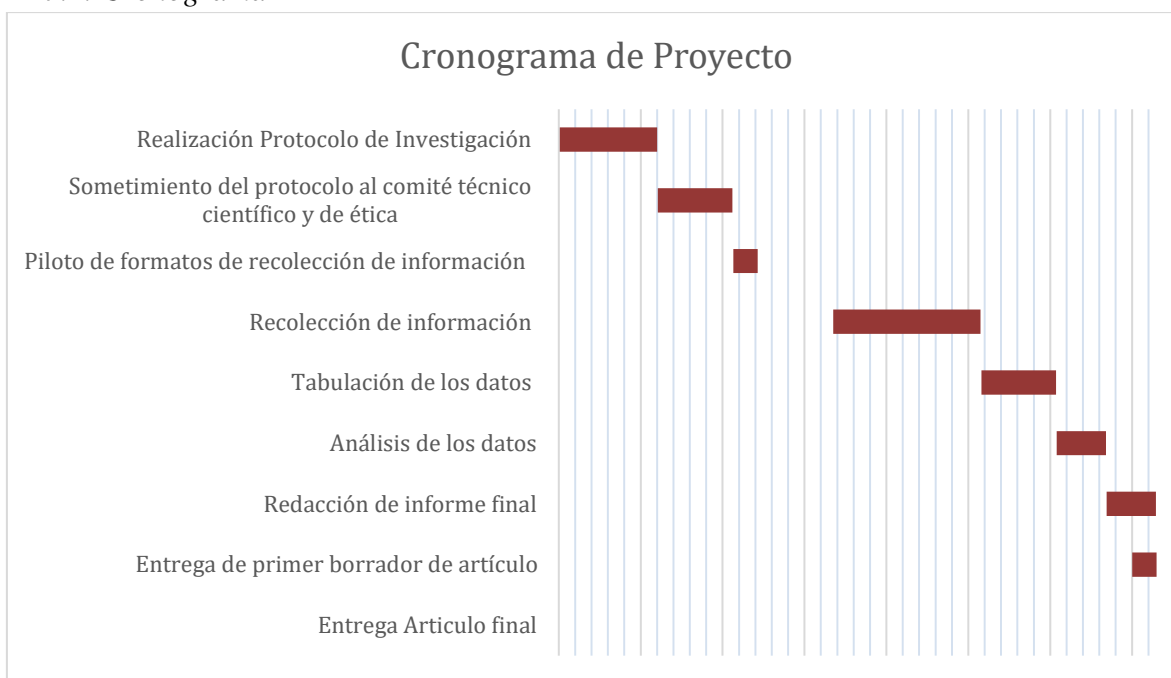 Cronograma de Proyecto
Realización Protocolo de Investigación
Sometimiento del protocolo al comité técnico
científico y de ética
Piloto de formatos de recolección de información
Recolección de información
Tabulación de los datos
Análisis de los datos
Redacción de informe final
Entrega de primer borrador de artículo
Entrega Articulo final